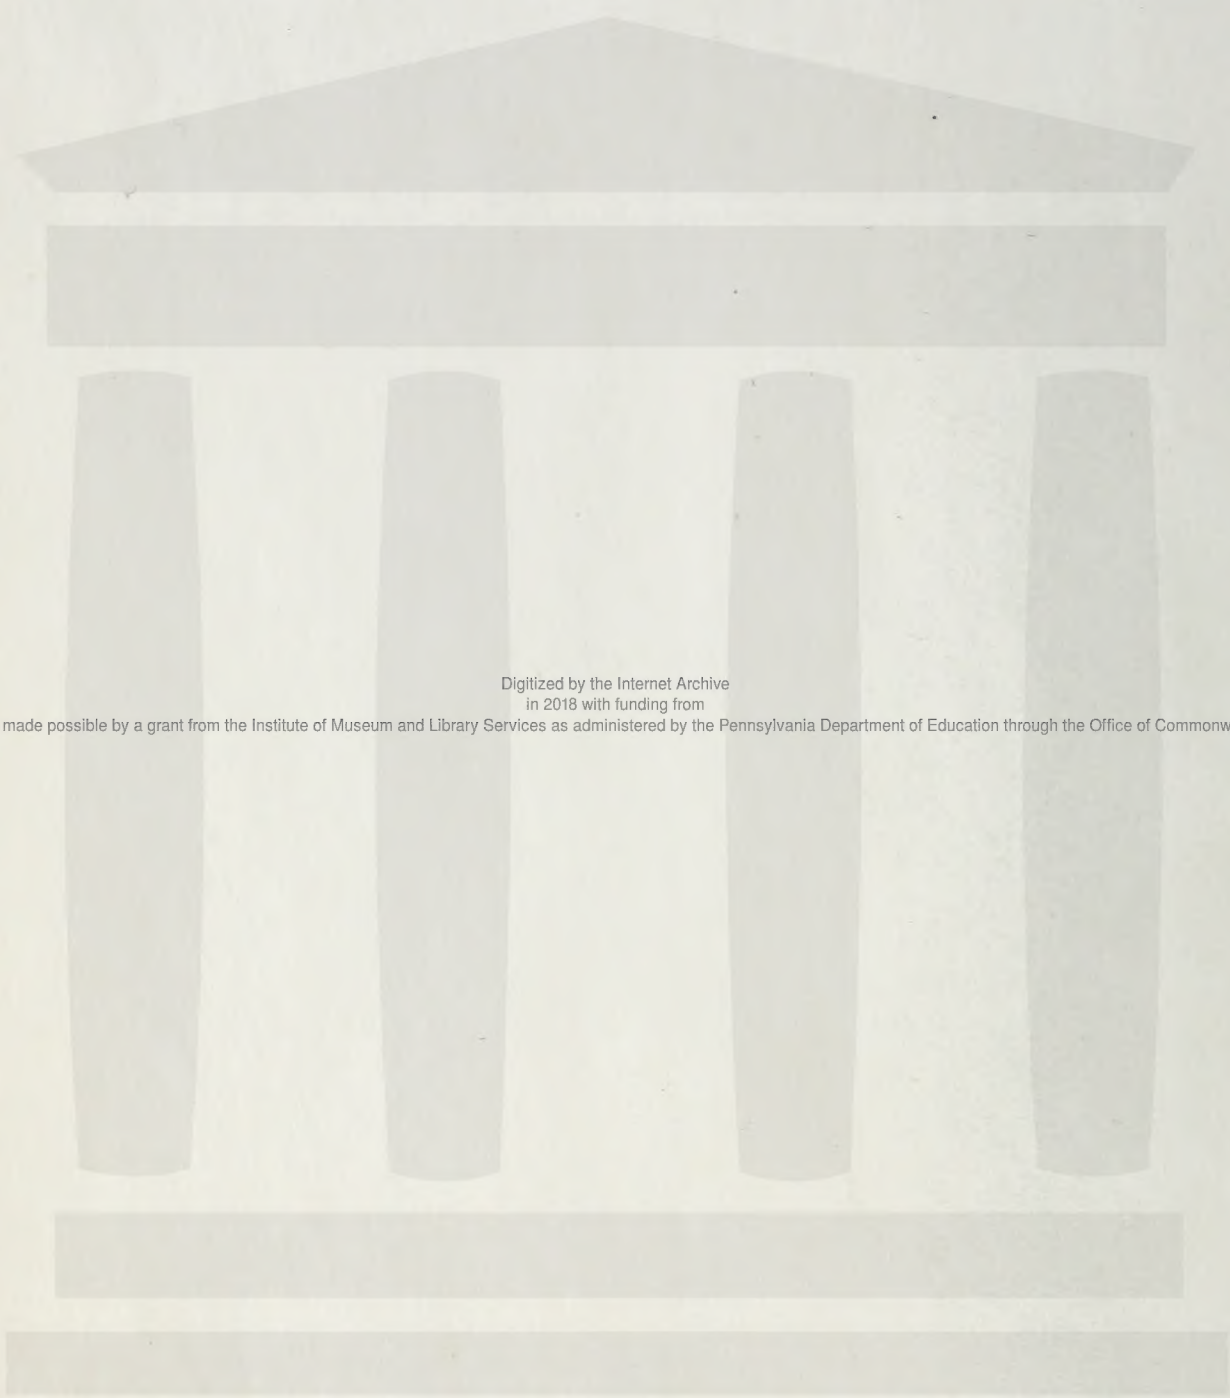 Digitized by the Internet Archive
in 2018 with funding from
made possible by a grant from the Institute of Museum and Library Services as administered by the Pennsylvania Department of Education through the Office of